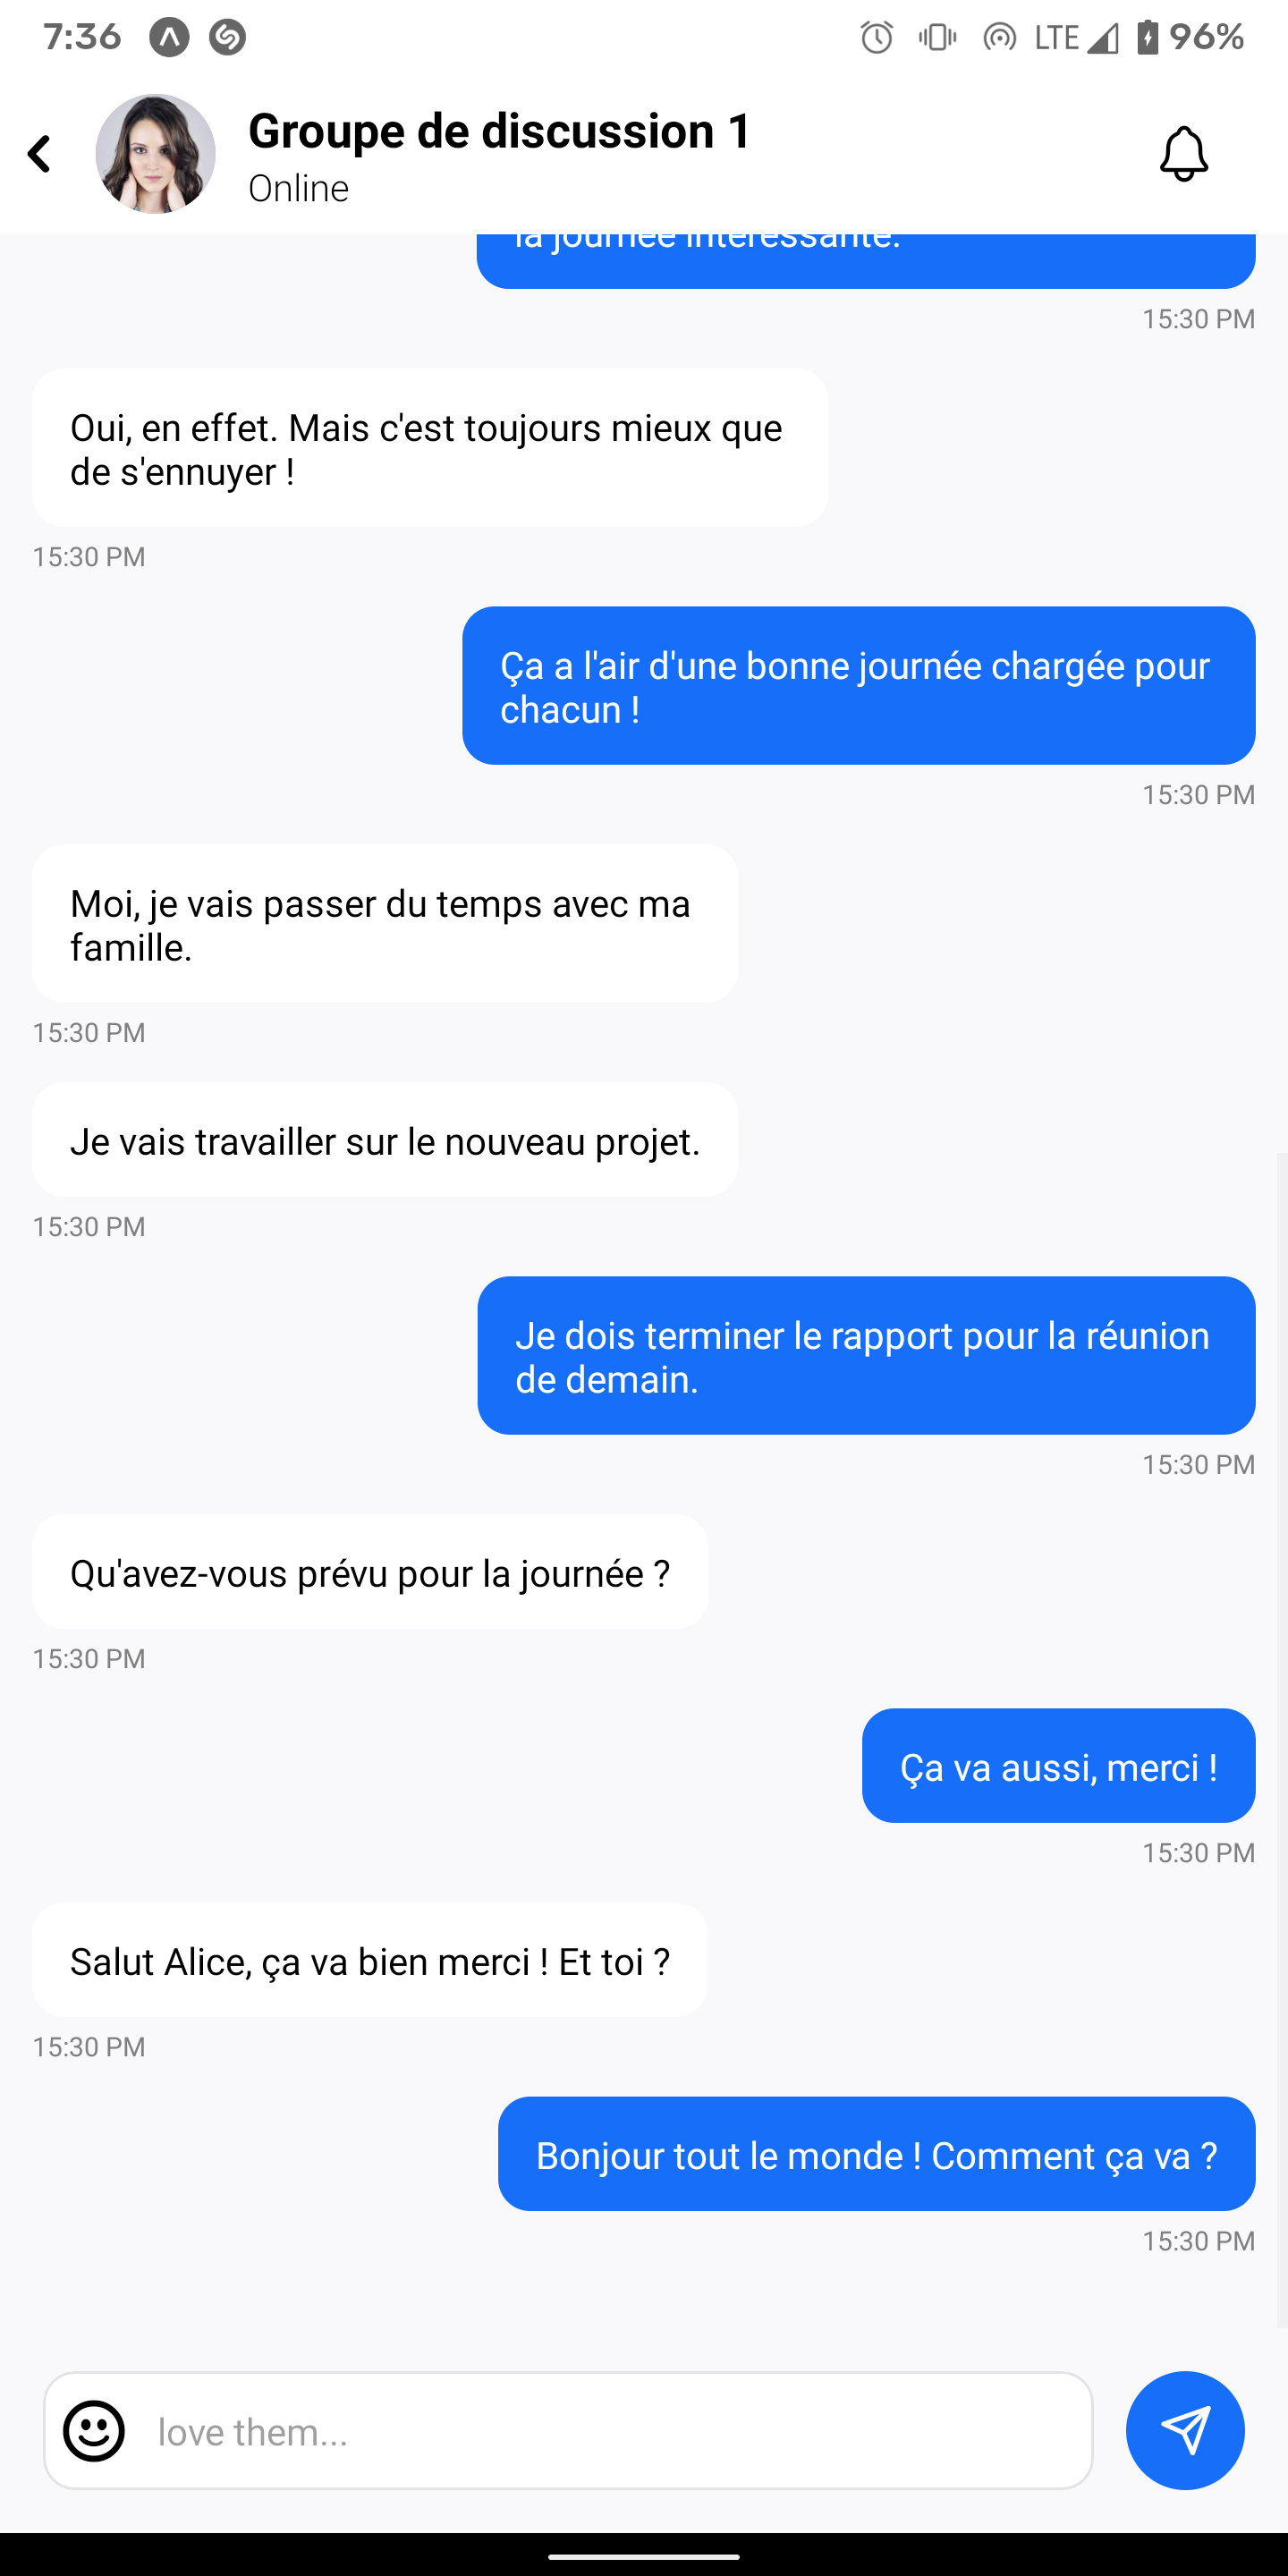 7:36
LTE
96%
Groupe de discussion 1
Online
la journée intéressante.
15:30 PM
Oui, en effet. Mais c'est toujours mieux que
de s'ennuyer !
15:30 PM
Ça a l'air d'une bonne journée chargée pour
chacun !
15:30 PM
Moi, je vais passer du temps avec ma
famille.
15:30 PM
Je vais travailler sur le nouveau projet.
15:30 PM
Je dois terminer le rapport pour la réunion
de demain.
15:30 PM
Qu'avez-vous prévu pour la journée ?
15:30 PM
Ça va aussi, merci !
15:30 PM
Salut Alice, ça va bien merci ! Et toi ?
15:30 PM
Bonjour tout le monde ! Comment ça va ?
15:30 PM
love them...